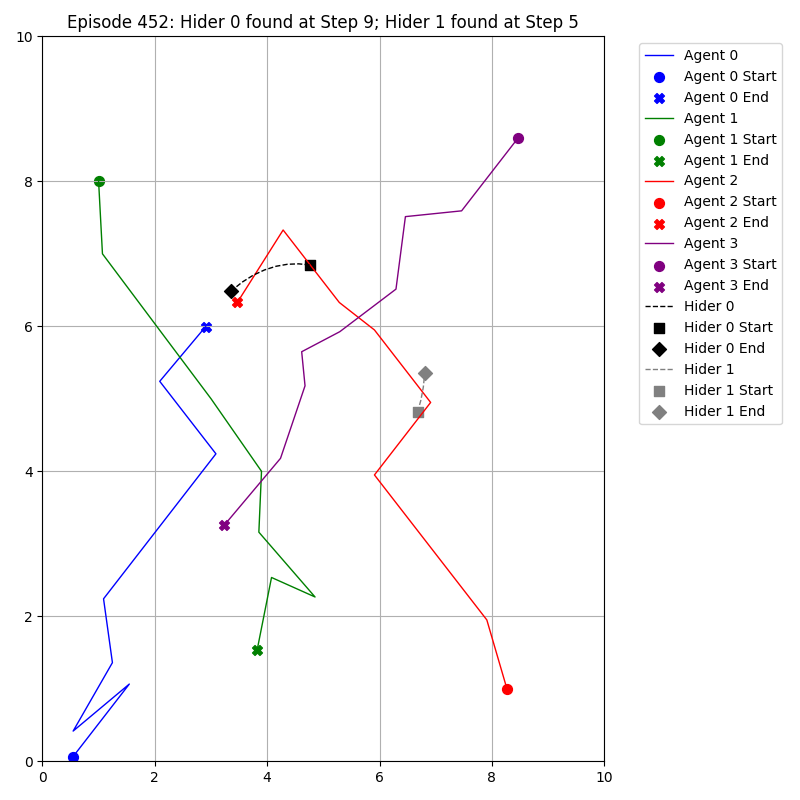 Episode 452: Hider 0 found at Step 9; Hider 1 found at Step 5
10
8
6
4
2
0
0
2
4
6
8
10
Agent 0
Agent 0 Start
Agent 0 End
Agent 1
Agent 1 Start
Agent 1 End
Agent 2
Agent 2 Start
Agent 2 End
Agent 3
Agent 3 Start
Agent 3 End
Hider 0
Hider 0 Start
Hider 0 End
Hider 1
Hider 1 Start
Hider 1 End